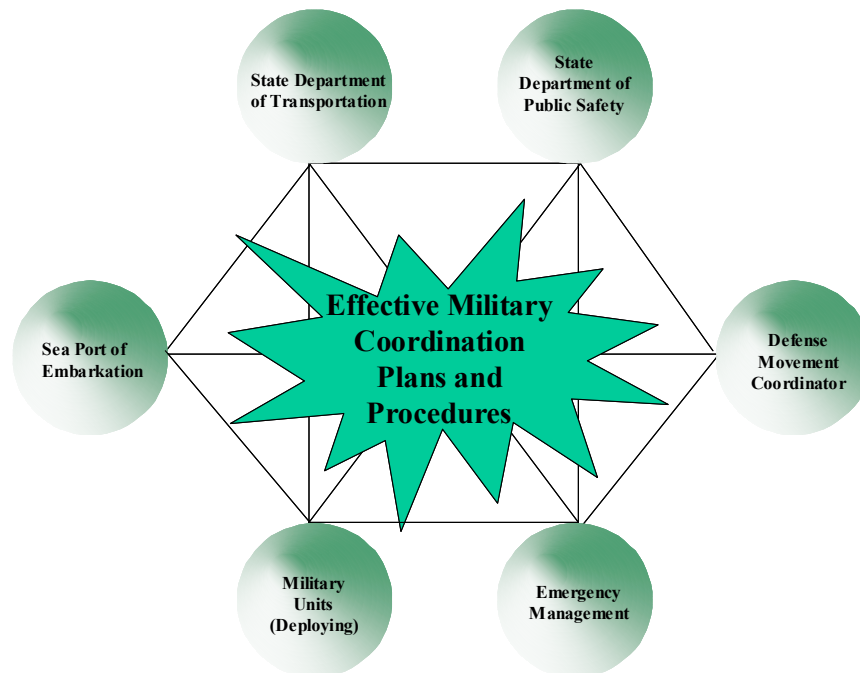 State Department
of Transportation
State
Department of
Public Safety
Effective Military
Coordination
Plans and
Procedures
Sea Port of
Embarkation
Defense
Movement
Coordinator
Military
Units
(Deploying)
Emergency
Management